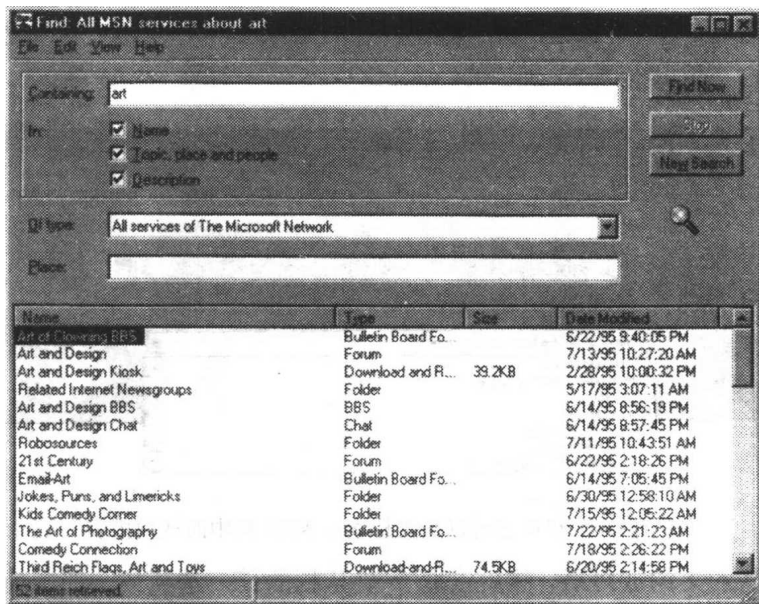 Find: All MSN services about art
File Edit View Help
Containing: art
Find Now
In: Name
Stop
Topic, place and people
New Search
Description
Of type: All services of The Microsoft Network
Place:
Name Type Size Date Modified
Art of Clowning BBS Bulletin Board Fo... 6/22/95 9:40:05 PM
Art and Design Forum 7/13/95 10:27:20 AM
Art and Design Kiosk Download and R... 39.2KB 2/28/95 10:00:32 PM
Related Internet Newsgroups Folder 5/17/95 3:07:11 AM
Art and Design BBS BBS 6/14/95 8:56:19 PM
Art and Design Chat Chat 6/14/95 8:57:45 PM
Robosources Folder 7/11/95 10:43:51 AM
21st Century Forum 6/22/95 2:18:26 PM
Email-Art Bulletin Board Fo... 6/14/95 7:05:45 PM
Jokes, Puns, and Limericks Folder 6/30/95 12:58:10 AM
Kids Comedy Corner Folder 7/15/95 12:05:22 AM
The Art of Photography Bulletin Board Fo... 7/22/95 2:21:23 AM
Comedy Connection Forum 7/18/95 2:26:22 PM
Third Reich Flags, Art and Toys Download-and-R... 74.5KB 6/20/95 2:14:58 PM
52 items retrieved